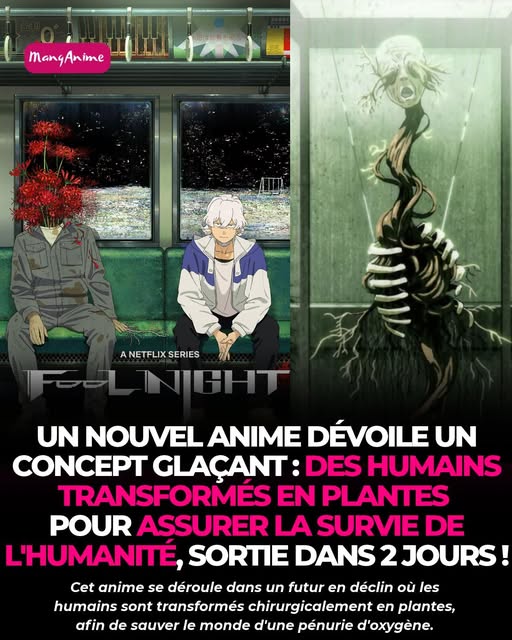 MangAnime
A NETFLIX SERIES
FOOL NIGHT
UN NOUVEL ANIME DÉVOILE UN
CONCEPT GLAÇANT : DES HUMAINS
TRANSFORMÉS EN PLANTES
POUR ASSURER LA SURVIE DE
L'HUMANITÉ, SORTIE DANS 2 JOURS !
Cet anime se déroule dans un futur en déclin où les
humains sont transformés chirurgicalement en plantes,
afin de sauver le monde d'une pénurie d'oxygène.